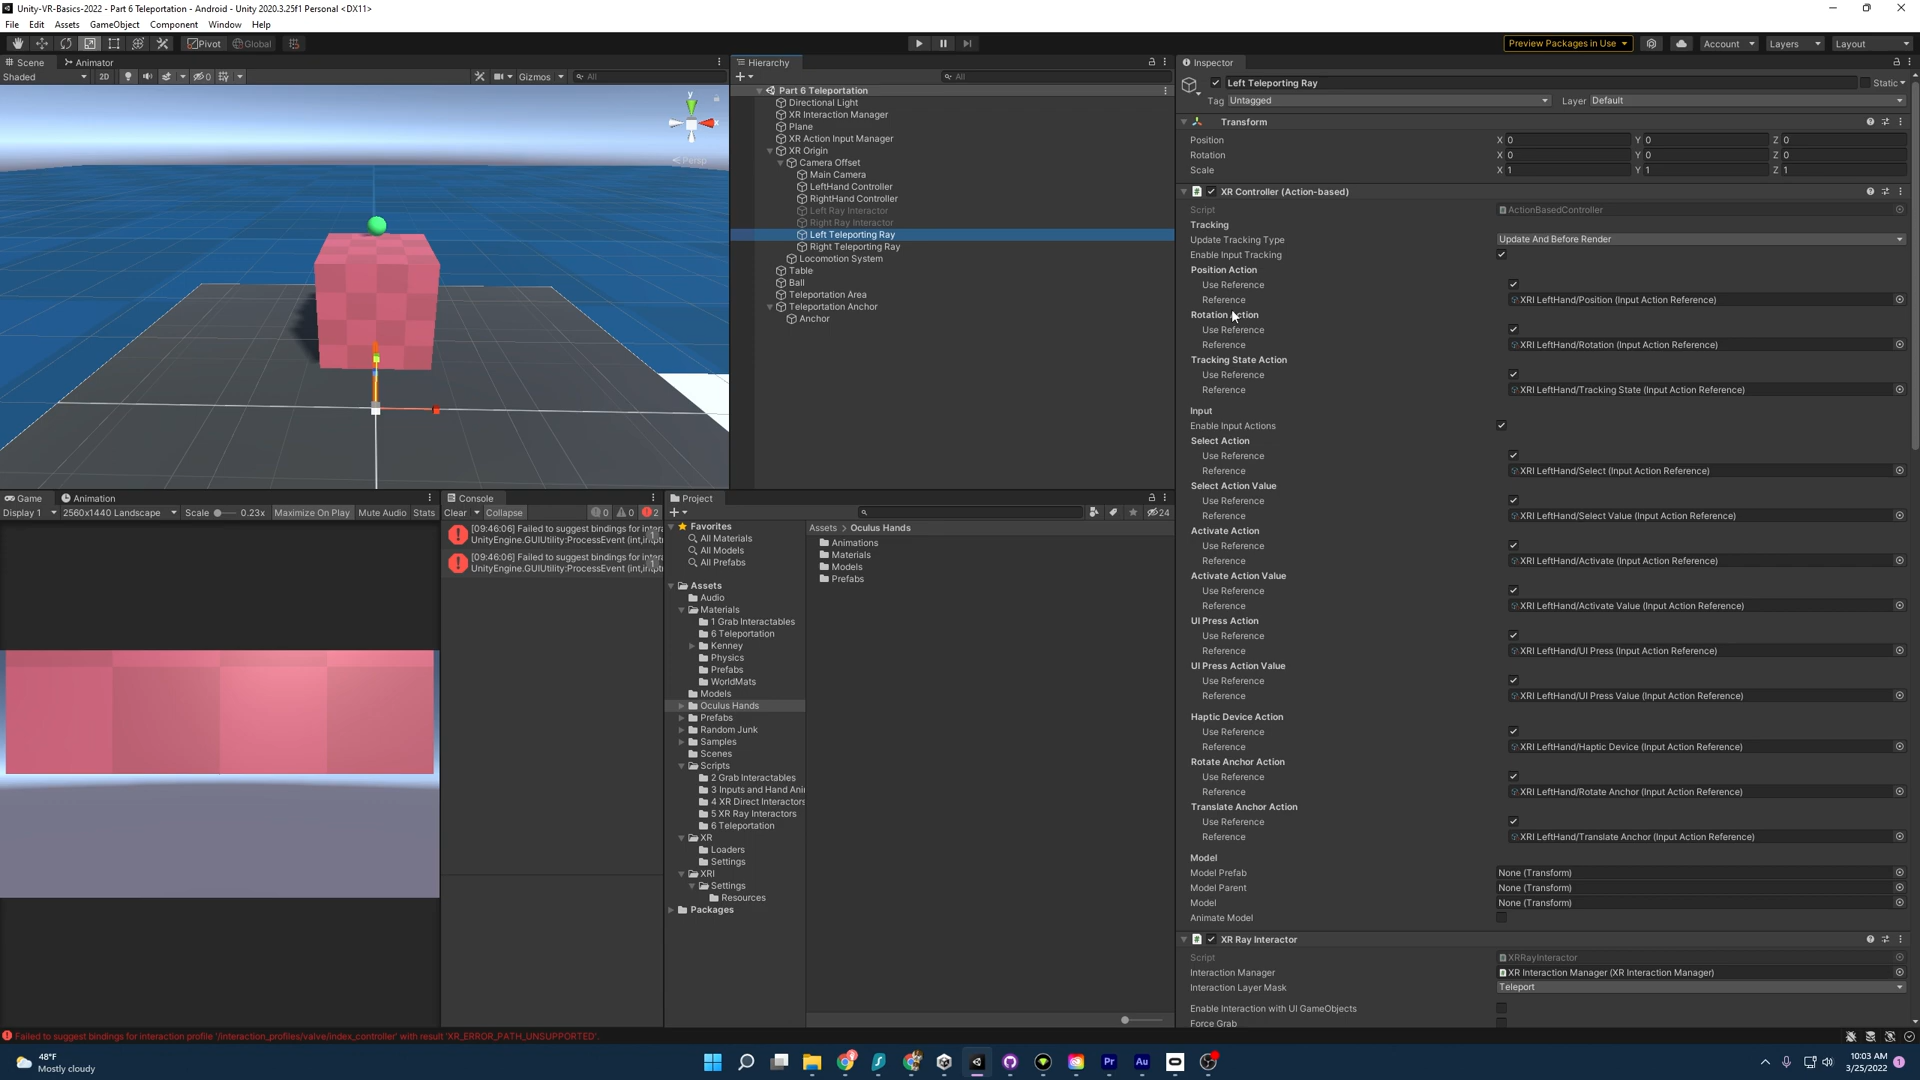 Unity-VR-Basics-2022 - Part 6 Teleportation - Android - Unity 2020.3.25f1 Personal <DX11>
File Edit Assets GameObject Component Window Help
Pivot Global Preview Packages in Use Account Layers Layout
Scene Animator
Shaded 2D 0 Gizmos All
y
x
Persp
Hierarchy
All
Part 6 Teleportation
Directional Light
XR Interaction Manager
Plane
XR Action Input Manager
XR Origin
Camera Offset
Main Camera
LeftHand Controller
RightHand Controller
Left Ray Interactor
Right Ray Interactor
Left Teleporting Ray
Right Teleporting Ray
Locomotion System
Table
Ball
Teleportation Area
Teleportation Anchor
Anchor
Game Animation
Display 1 2560x1440 Landscape Scale 0.23x Maximize On Play Mute Audio Stats
Console
Clear Collapse 0 0 2
[09:46:06] Failed to suggest bindings for intera
UnityEngine.GUIUtility:ProcessEvent (int,intptr
1
[09:46:06] Failed to suggest bindings for intera
UnityEngine.GUIUtility:ProcessEvent (int,intptr
1
Project
24
Favorites
All Materials
All Models
All Prefabs
Assets
Audio
Materials
1 Grab Interactables
6 Teleportation
Kenney
Physics
Prefabs
WorldMats
Models
Oculus Hands
Prefabs
Random Junk
Samples
Scenes
Scripts
2 Grab Interactables
3 Inputs and Hand Ani
4 XR Direct Interactors
5 XR Ray Interactors
6 Teleportation
XR
Loaders
Settings
XRI
Settings
Resources
Packages
Assets > Oculus Hands
Animations
Materials
Models
Prefabs
Inspector
Left Teleporting Ray Static
Tag Untagged Layer Default
Transform
Position X 0 Y 0 Z 0
Rotation X 0 Y 0 Z 0
Scale X 1 Y 1 Z 1
XR Controller (Action-based)
Script ActionBasedController
Tracking
Update Tracking Type Update And Before Render
Enable Input Tracking
Position Action
Use Reference
Reference XRI LeftHand/Position (Input Action Reference)
Rotation Action
Use Reference
Reference XRI LeftHand/Rotation (Input Action Reference)
Tracking State Action
Use Reference
Reference XRI LeftHand/Tracking State (Input Action Reference)
Input
Enable Input Actions
Select Action
Use Reference
Reference XRI LeftHand/Select (Input Action Reference)
Select Action Value
Use Reference
Reference XRI LeftHand/Select Value (Input Action Reference)
Activate Action
Use Reference
Reference XRI LeftHand/Activate (Input Action Reference)
Activate Action Value
Use Reference
Reference XRI LeftHand/Activate Value (Input Action Reference)
UI Press Action
Use Reference
Reference XRI LeftHand/UI Press (Input Action Reference)
UI Press Action Value
Use Reference
Reference XRI LeftHand/UI Press Value (Input Action Reference)
Haptic Device Action
Use Reference
Reference XRI LeftHand/Haptic Device (Input Action Reference)
Rotate Anchor Action
Use Reference
Reference XRI LeftHand/Rotate Anchor (Input Action Reference)
Translate Anchor Action
Use Reference
Reference XRI LeftHand/Translate Anchor (Input Action Reference)
Model
Model Prefab None (Transform)
Model Parent None (Transform)
Model None (Transform)
Animate Model
XR Ray Interactor
Script XRRayInteractor
Interaction Manager XR Interaction Manager (XR Interaction Manager)
Interaction Layer Mask Teleport
Enable Interaction with UI GameObjects
Force Grab
Failed to suggest bindings for interaction profile '/interaction_profiles/valve/index_controller' with result 'XR_ERROR_PATH_UNSUPPORTED'.
48°F
Mostly cloudy
Pr Au
10:03 AM
3/25/2022
1